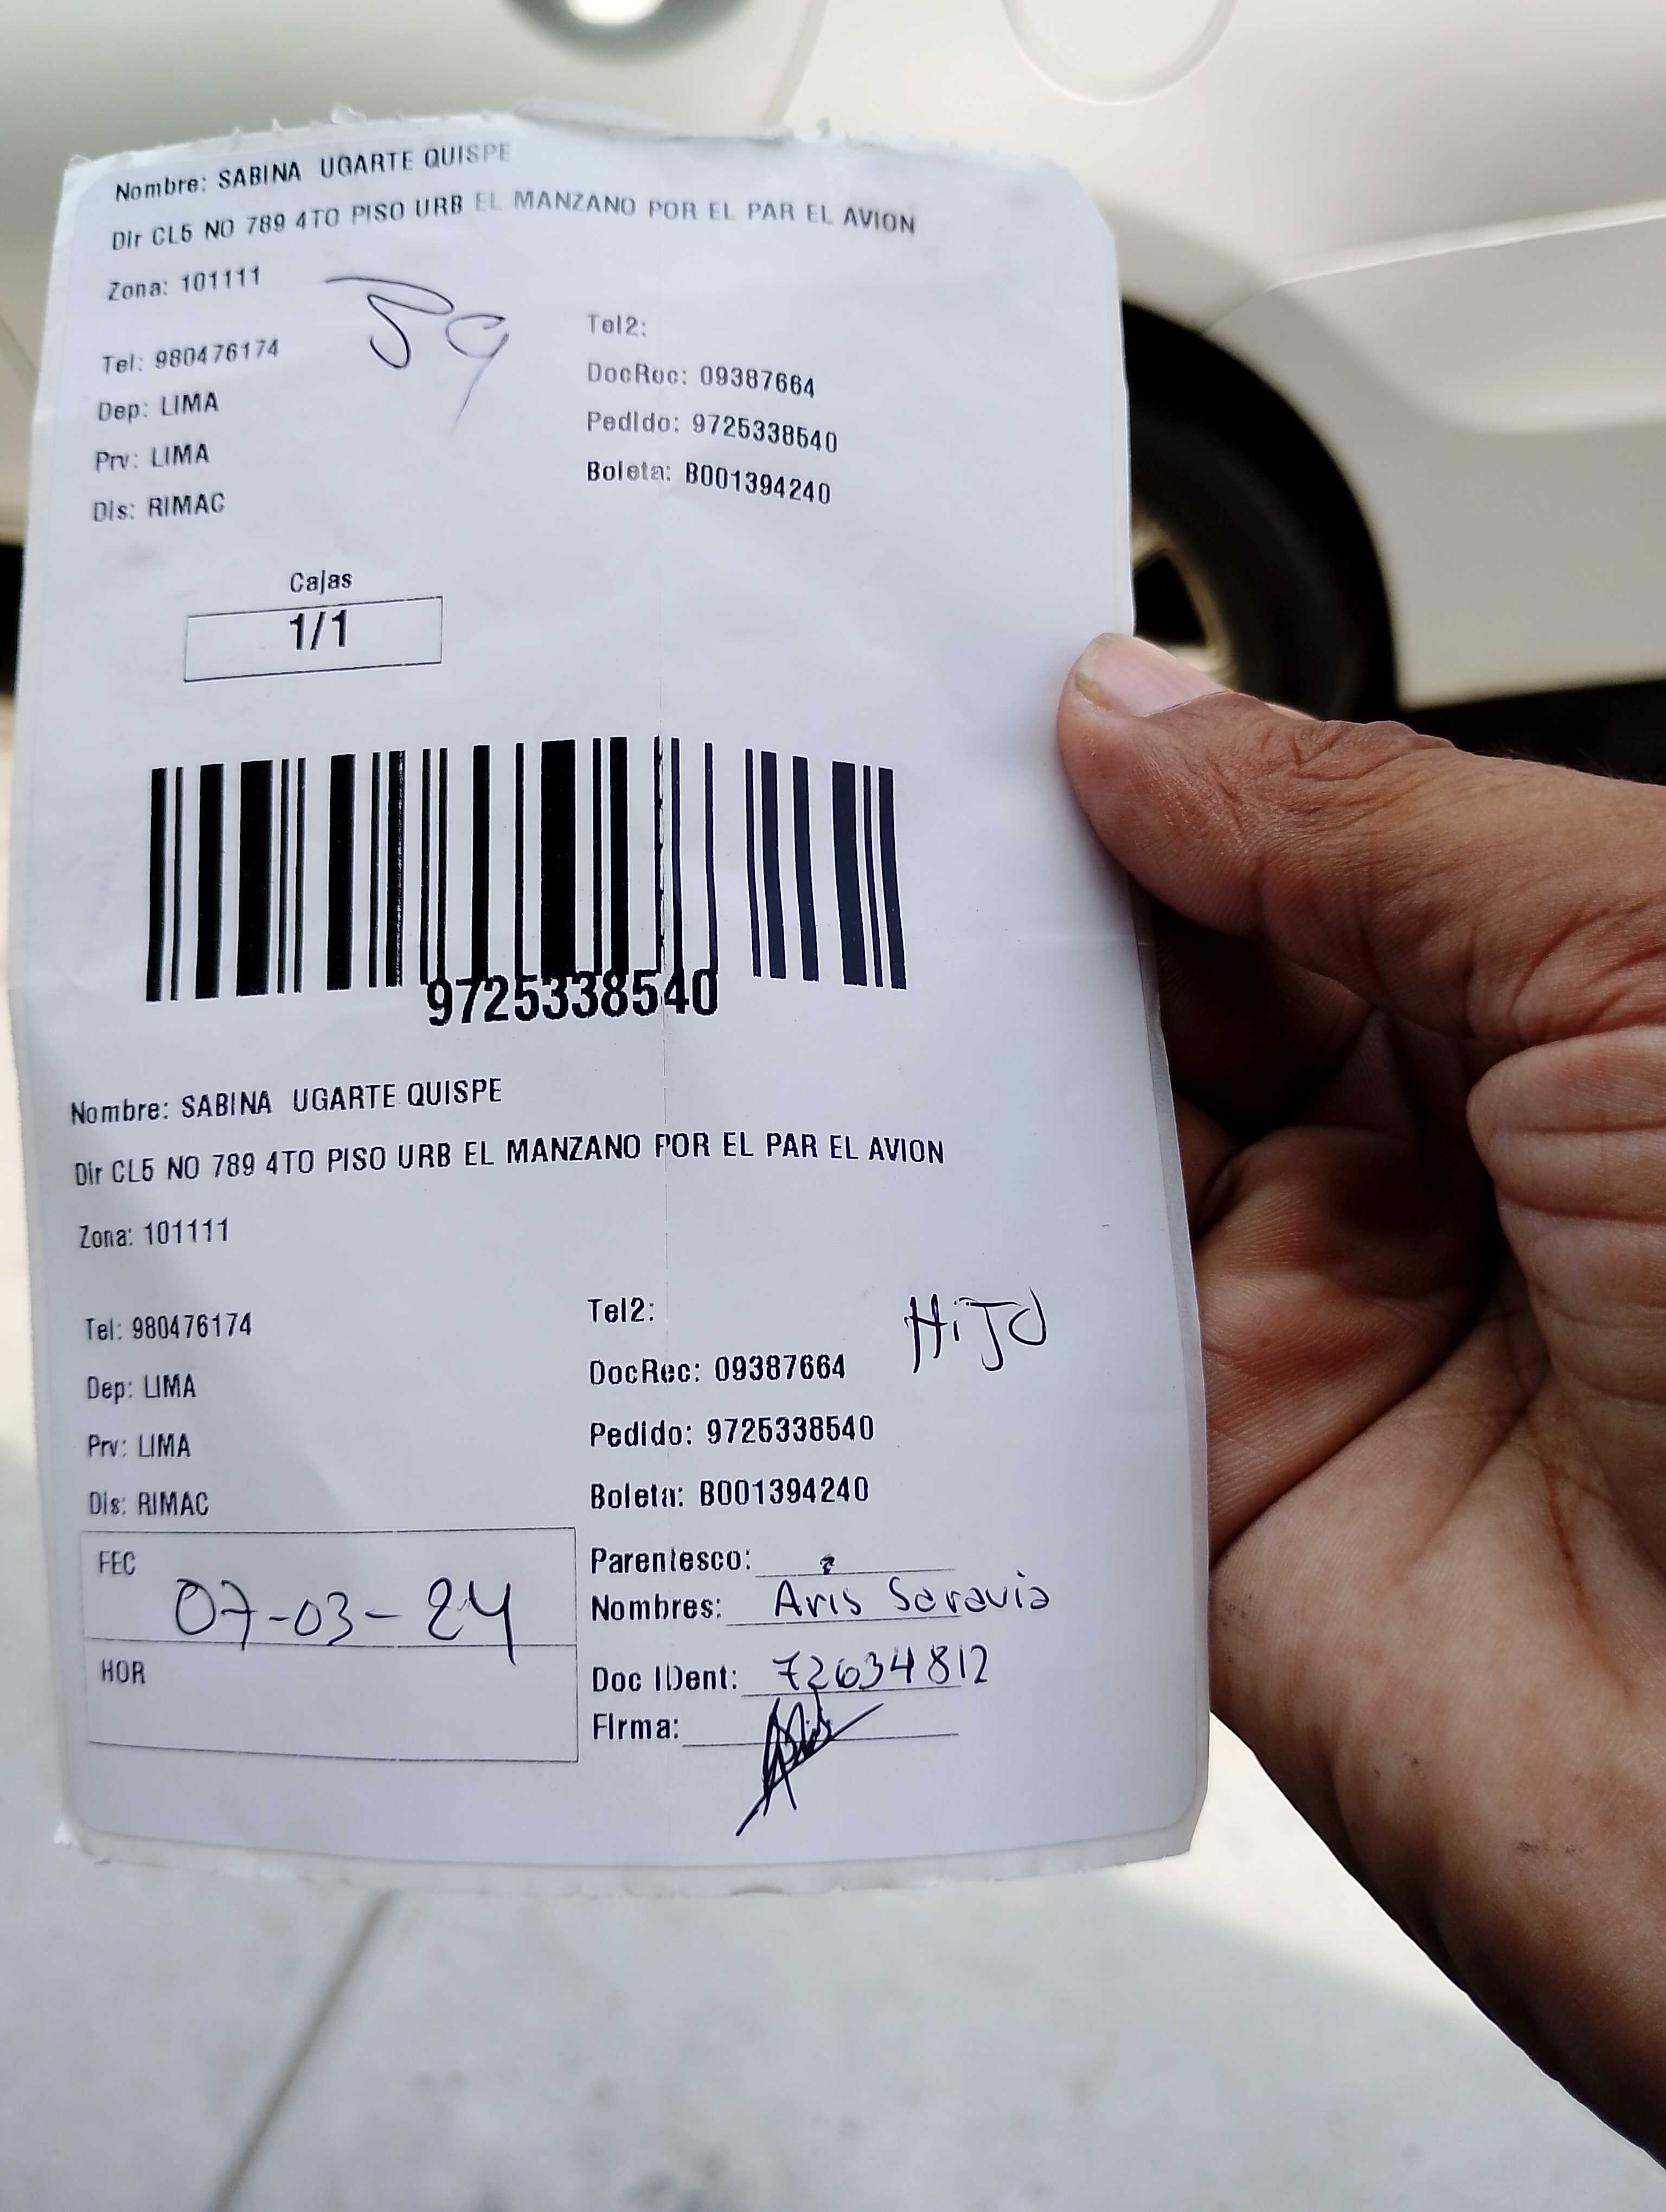 Nombre: SABINA UGARTE QUISPE
Dir CL5 NO 789 4TO PISO URB EL MANZANO POR EL PAR EL AVION
Zona: 101111
59
Tel: 980476174
Dep: LIMA
Prv: LIMA
Dis: RIMAC
Tel2:
DocRec: 09387664
Pedido: 9725338540
Boleta: B001394240
Cajas
1/1
9725338540
Nombre: SABINA UGARTE QUISPE
Dir CL5 NO 789 4TO PISO URB EL MANZANO POR EL PAR EL AVION
Zona: 101111
Tel: 980476174
Dep: LIMA
Prv: LIMA
Dis: RIMAC
Tel2:
HiJO
DocRec: 09387664
Pedido: 9725338540
Boleta: B001394240
FEC
07-03-24
HOR
Parentesco:
Nombres: Aris Saravia
Doc IDent: 72634812
Firma: